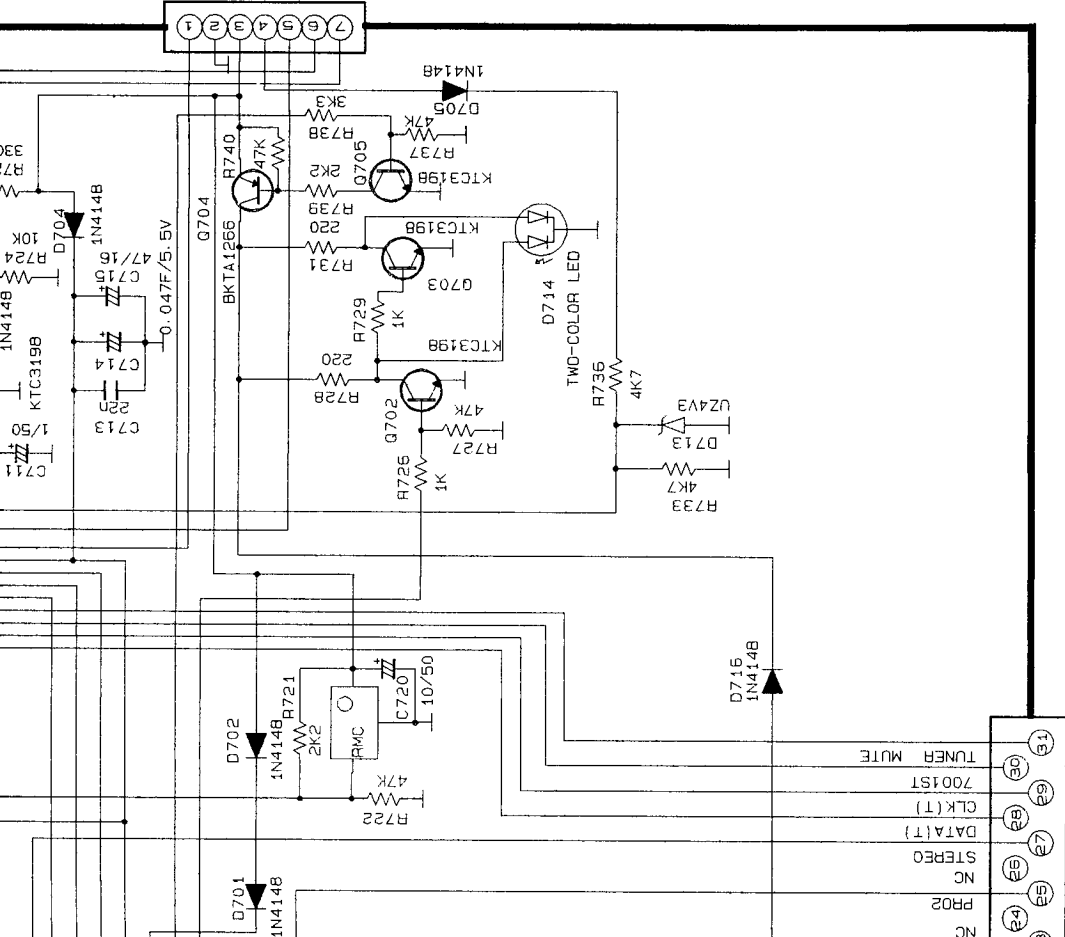 1 2 3 4 5 6 7
1N4148
D705
3K3
R738
47K
R737
R740
47K
Q705
2K2
R739
KTC3198
330
D704
1N4148
Q704
BKTA1266
220
R731
KTC3198
Q703
10K
R724
47/16
C715
0.047F/5.5V
C714
22n
C713
1N4148
KTC3198
1/50
C711
R729
1K
KTC3198
220
R728
Q702
47K
R727
R726
1K
D714
TWO-COLOR LED
R736
4K7
UZ4V3
D713
4K7
R733
D716
1N4148
R721
2K2
C720
10/50
RMC
D702
1N4148
47K
R722
D701
1N4148
31
TUNER MUTE
30
7001ST
29
CLK(T)
28
DATA(T)
27
STEREO
26
NC
25
PRO2
24
NC